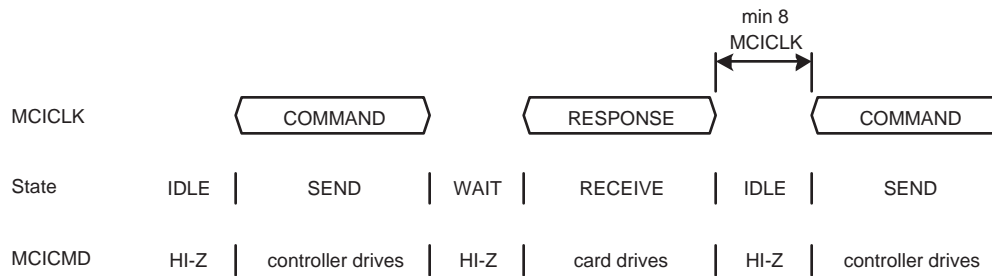 min 8
MCICLK
MCICLK COMMAND RESPONSE COMMAND
State IDLE SEND WAIT RECEIVE IDLE SEND
MCICMD HI-Z controller drives HI-Z card drives HI-Z controller drives